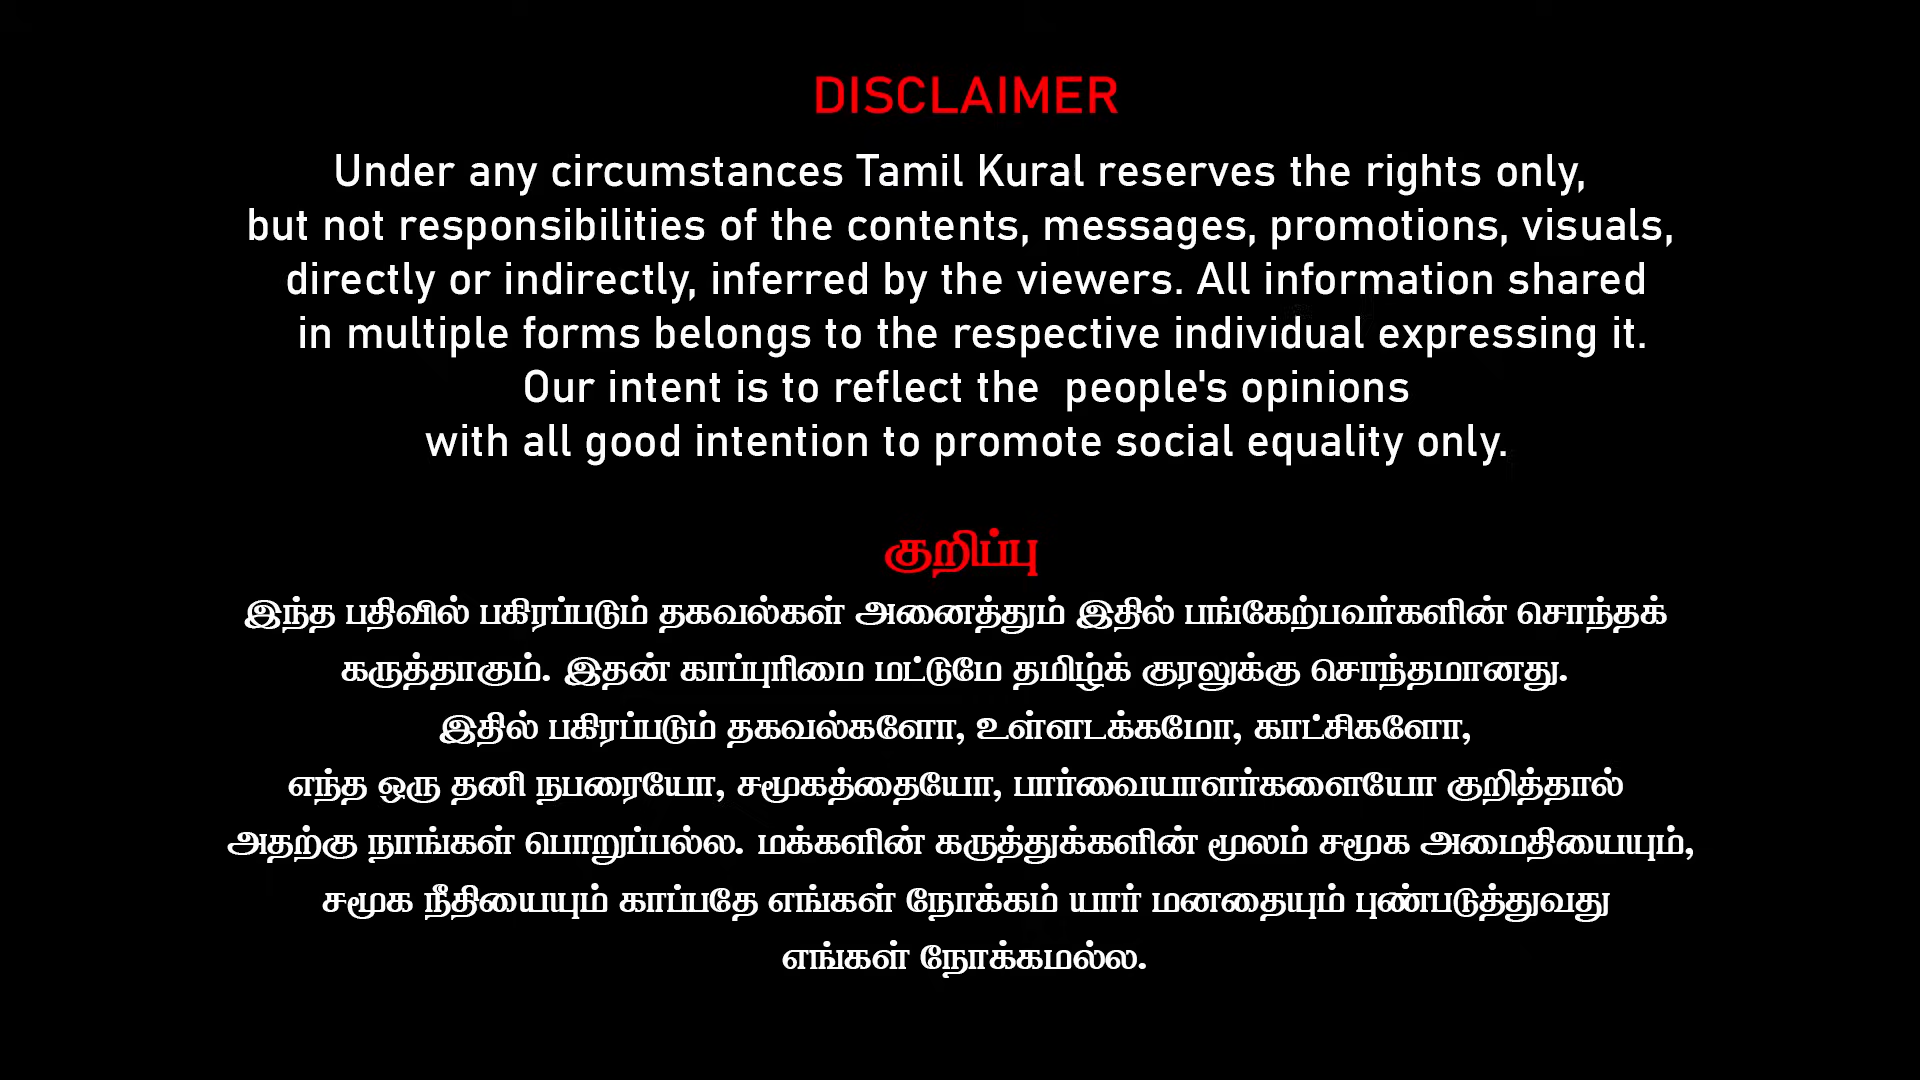 DISCLAIMER
Under any circumstances Tamil Kural reserves the rights only,
but not responsibilities of the contents, messages, promotions, visuals,
directly or indirectly, inferred by the viewers. All information shared
in multiple forms belongs to the respective individual expressing it.
Our intent is to reflect the  people's opinions
with all good intention to promote social equality only.
குறிப்பு
இந்த பதிவில் பகிரப்படும் தகவல்கள் அனைத்தும் இதில் பங்கேற்பவர்களின் சொந்தக்
கருத்தாகும். இதன் காப்புரிமை மட்டுமே தமிழ்க் குரலுக்கு சொந்தமானது.
இதில் பகிரப்படும் தகவல்களோ, உள்ளடக்கமோ, காட்சிகளோ,
எந்த ஒரு தனி நபரையோ, சமூகத்தையோ, பார்வையாளர்களையோ குறித்தால்
அதற்கு நாங்கள் பொறுப்பல்ல. மக்களின் கருத்துக்களின் மூலம் சமூக அமைதியையும்,
சமூக நீதியையும் காப்பதே எங்கள் நோக்கம் யார் மனதையும் புண்படுத்துவது
எங்கள் நோக்கமல்ல.